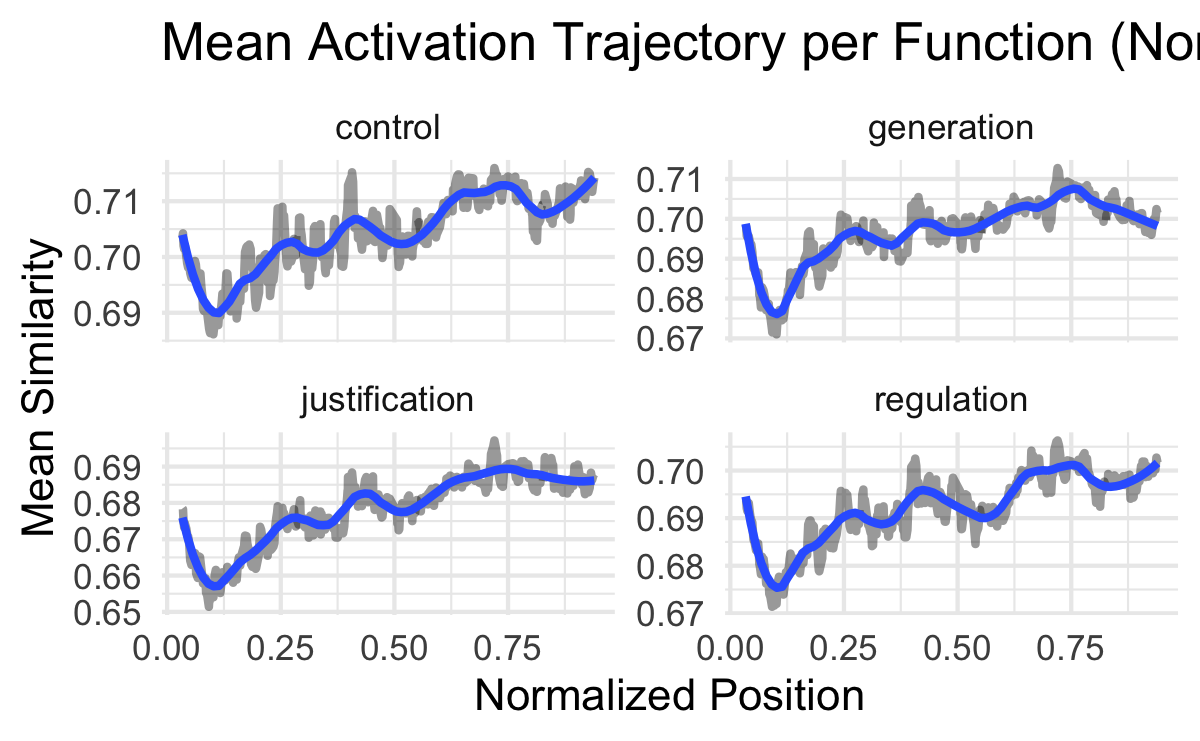 Mean Activation Trajectory per Function (Nor
control
generation
0.71
0.70
0.69
0.71
0.70
0.69
0.68
0.67
Mean Similarity
justification
regulation
0.69
0.68
0.67
0.66
0.65
0.70
0.69
0.68
0.67
0.00 0.25 0.50 0.75
0.00 0.25 0.50 0.75
Normalized Position